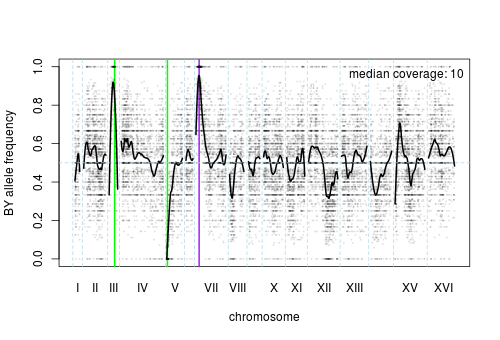 median coverage: 10
BY allele frequency
1.0
0.8
0.6
0.4
0.2
0.0
I II III IV V VII VIII X XI XII XIII XV XVI
chromosome